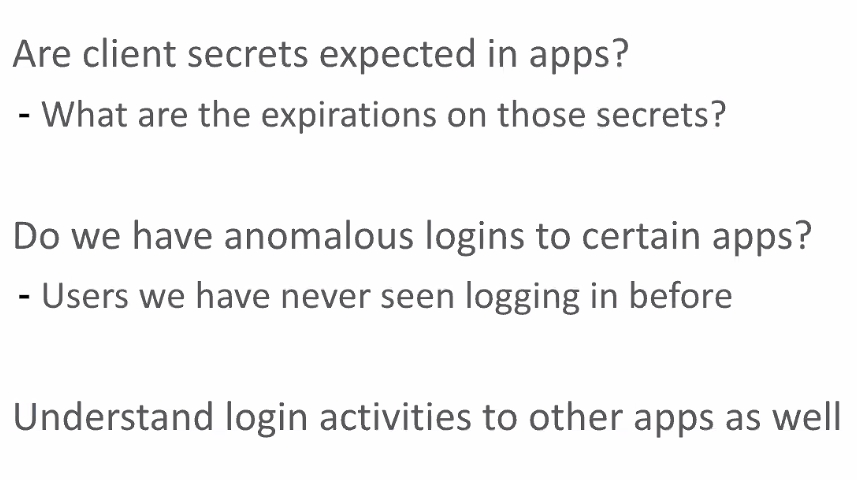 Are client secrets expected in apps?
- What are the expirations on those secrets?
Do we have anomalous logins to certain apps?
- Users we have never seen logging in before
Understand login activities to other apps as well